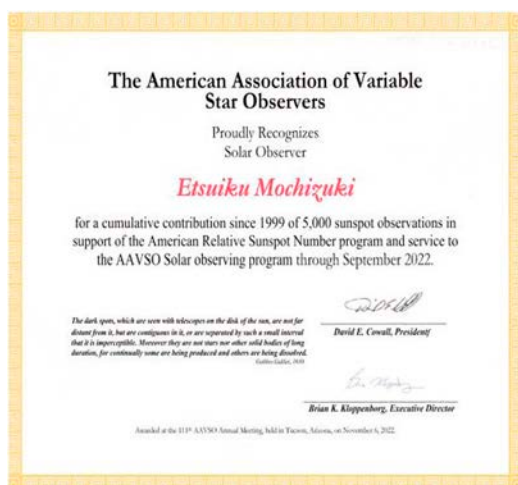 The American Association of Variable
Star Observers
Proudly Recognizes
Solar Observer
Etsuiku Mochizuki
for a cumulative contribution since 1999 of 5,000 sunspot observations in
support of the American Relative Sunspot Number program and service to
the AAVSO Solar observing program through September 2022.
The dark spots, which are seen with telescopes on the disk of the sun, are not far
distant from it, but are contiguous in it, or are separated by such a small interval
that it is imperceptible. Moreover they are not stars nor other solid bodies of long
duration, for continually some are being produced and others are being dissolved.
Galileo Galilei,
David E. Cowall, President
Brian K. Kloppenborg, Executive Director
Awarded at the 111th AAVSO Annual Meeting, held in Tucson, Arizona, on November 6, 2022.